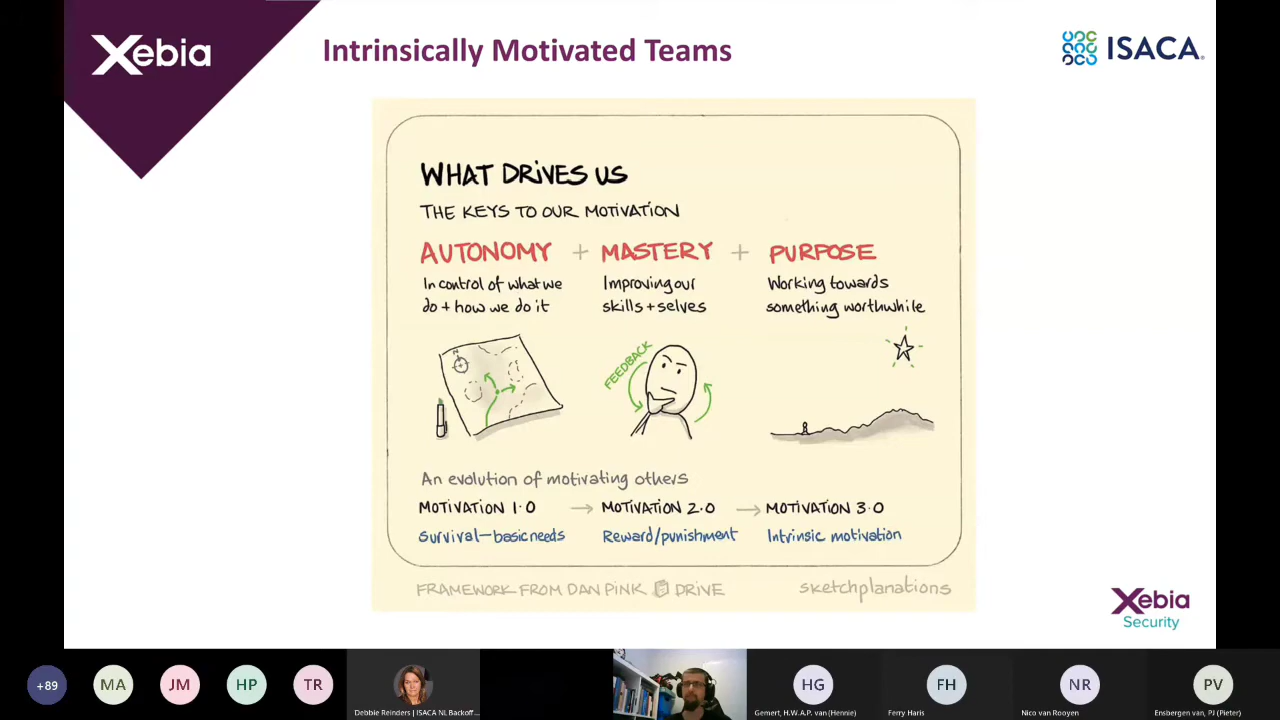 Xebia
Intrinsically Motivated Teams
ISACA®
WHAT DRIVES US
THE KEYS TO OUR MOTIVATION
AUTONOMY + MASTERY + PURPOSE
In control of what we do + how we do it
Improving our skills + selves
Working towards something worthwhile
N
FEEDBACK
An evolution of motivating others
MOTIVATION 1.0 → MOTIVATION 2.0 → MOTIVATION 3.0
Survival - basic needs
Reward/punishment
Intrinsic motivation
FRAMEWORK FROM DAN PINK DRIVE
sketchplanations
Xebia
Security
+89
MA
JM
HP
TR
Debbie Reinders | ISACA NL Backoff...
HG
Gemert, H.W.A.P. van (Hennie)
FH
Ferry Haris
NR
Nico van Rooyen
PV
Ensbergen van, PJ (Pieter)